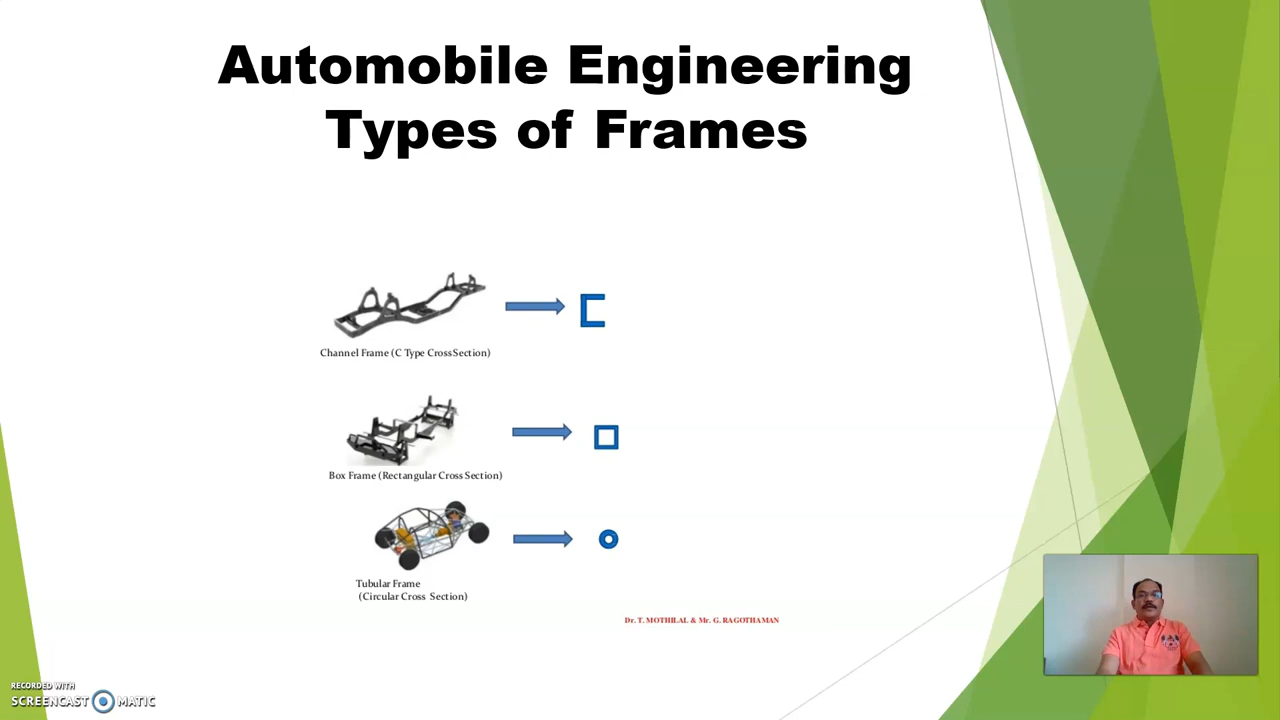 Automobile Engineering
Types of Frames
Channel Frame (C Type CrossSection)
Box Frame (Rectangular Cross Section)
Tubular Frame
(Circular Cross Section)
Dr. T. MOTHILAL & Mr. G. RAGOTHAMAN
RECORDED WITH
SCREENCAST MATIC